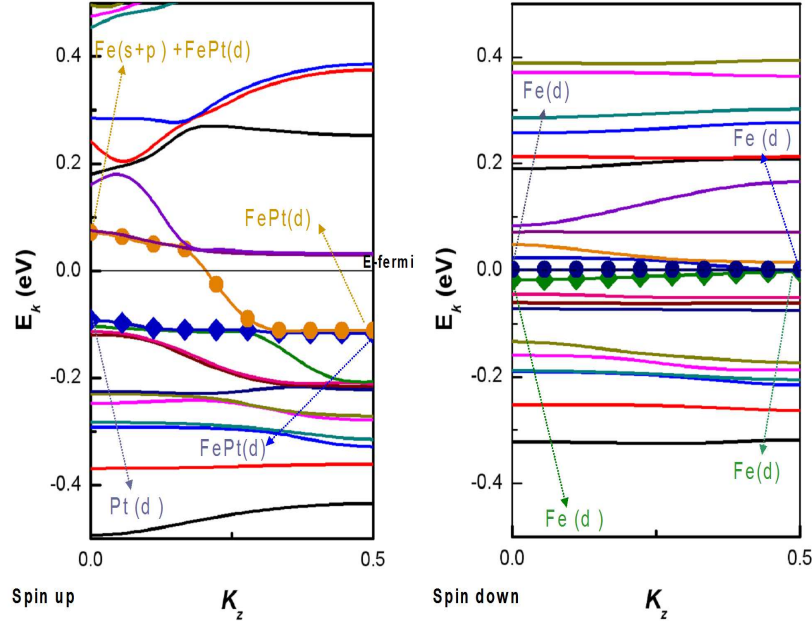 0.4
0.2
0.0
-0.2
-0.4
E_k (eV)
Fe(s+p ) +FePt(d)
FePt(d)
E-fermi
FePt(d)
Pt (d )
0.0
0.5
Spin up
K_z
0.4
0.2
0.0
-0.2
-0.4
E_k (eV)
Fe(d)
Fe (d )
Fe(d)
Fe (d )
0.0
0.5
Spin down
K_z